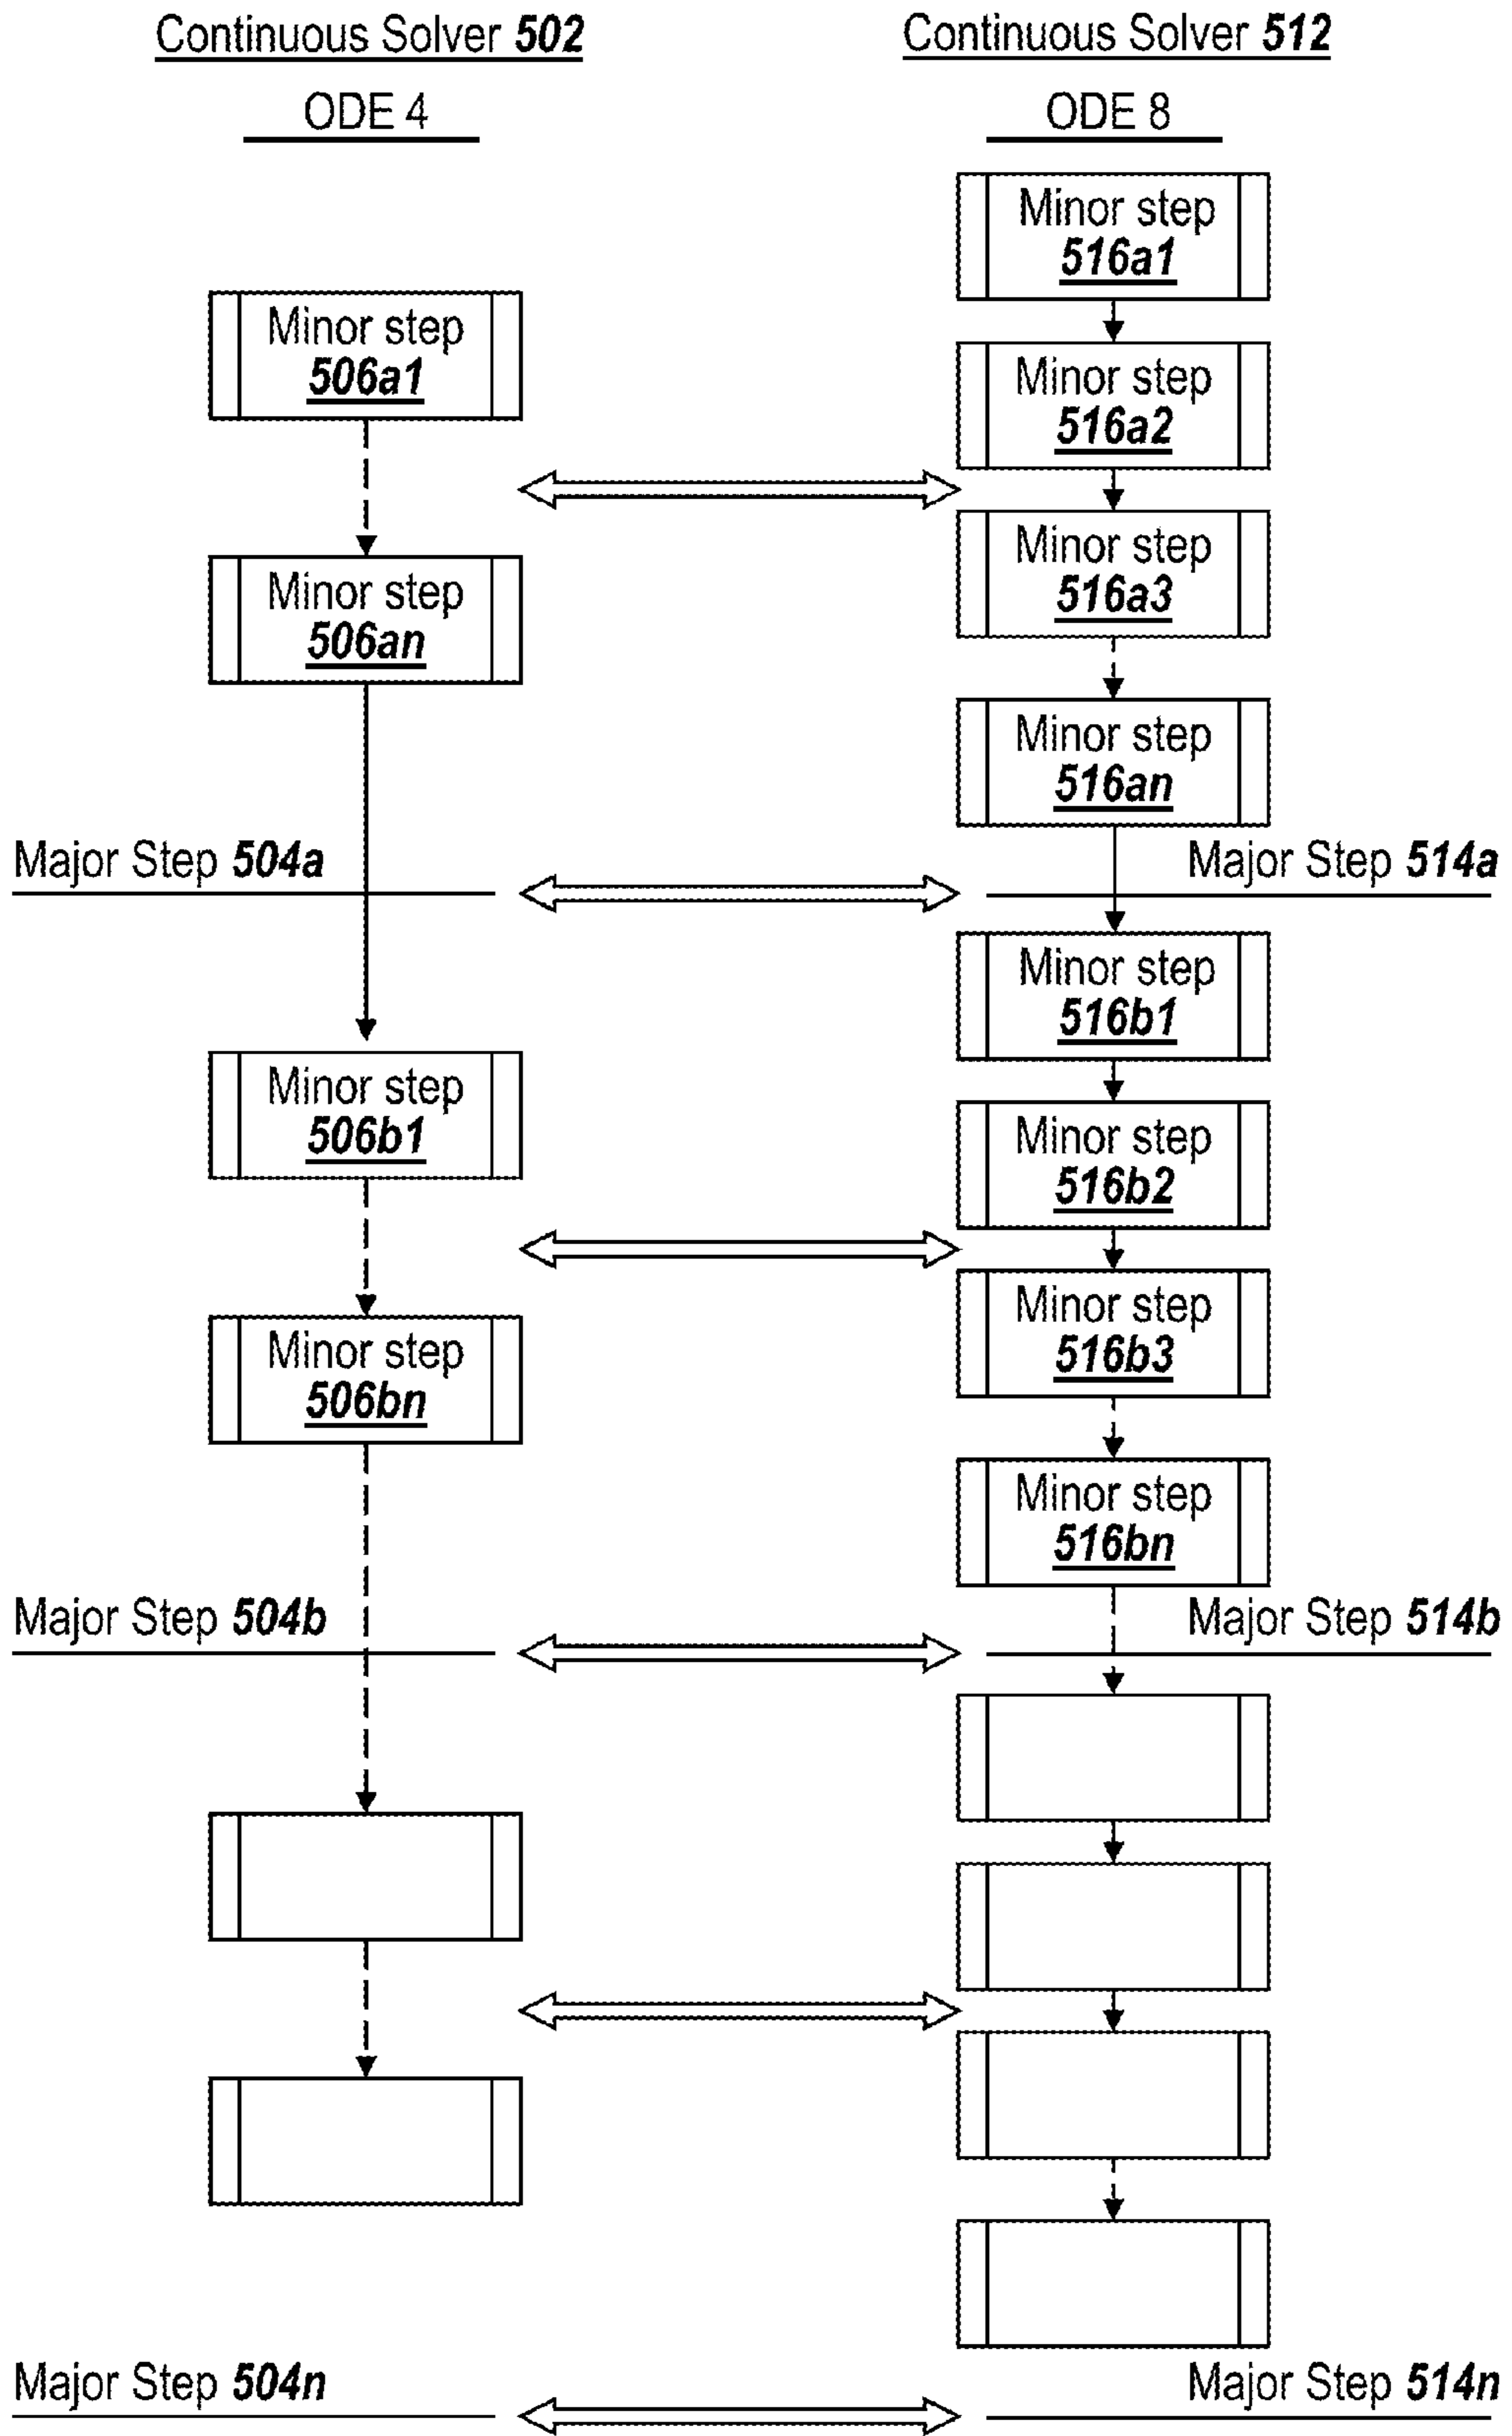 Continuous Solver 502
ODE 4
Continuous Solver 512
ODE 8
Minor step
516a1
Minor step
506a1
Minor step
516a2
Minor step
516a3
Minor step
506an
Minor step
516an
Major Step 504a
Major Step 514a
Minor step
516b1
Minor step
506b1
Minor step
516b2
Minor step
516b3
Minor step
506bn
Minor step
516bn
Major Step 504b
Major Step 514b
Major Step 504n
Major Step 514n